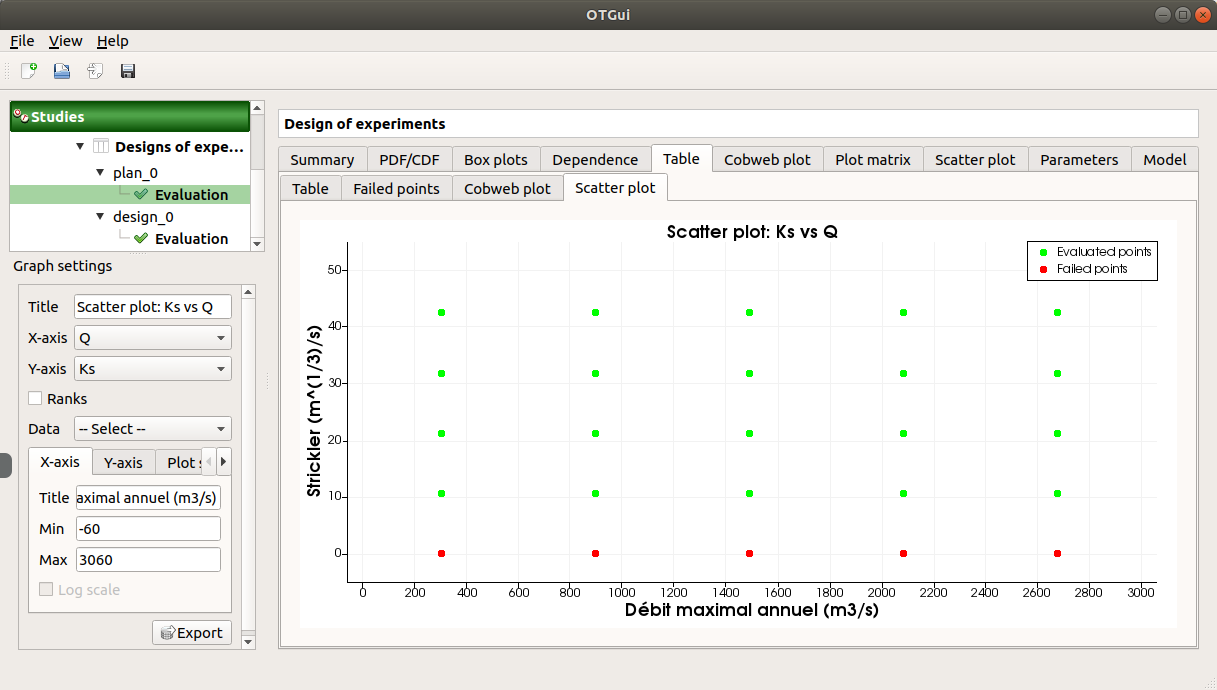 OTGui
File View Help
Studies
Designs of expe...
plan_0
Evaluation
design_0
Evaluation
Graph settings
Title Scatter plot: Ks vs Q
X-axis Q
Y-axis Ks
Ranks
Data -- Select --
X-axis Y-axis Plot
Title aximal annuel (m3/s)
Min -60
Max 3060
Log scale
Export
Design of experiments
Summary PDF/CDF Box plots Dependence Table Cobweb plot Plot matrix Scatter plot Parameters Model
Table Failed points Cobweb plot Scatter plot
Scatter plot: Ks vs Q
Evaluated points
Failed points
Strickler (m^(1/3)/s)
50
40
30
20
10
0
0 200 400 600 800 1000 1200 1400 1600 1800 2000 2200 2400 2600 2800 3000
Débit maximal annuel (m3/s)